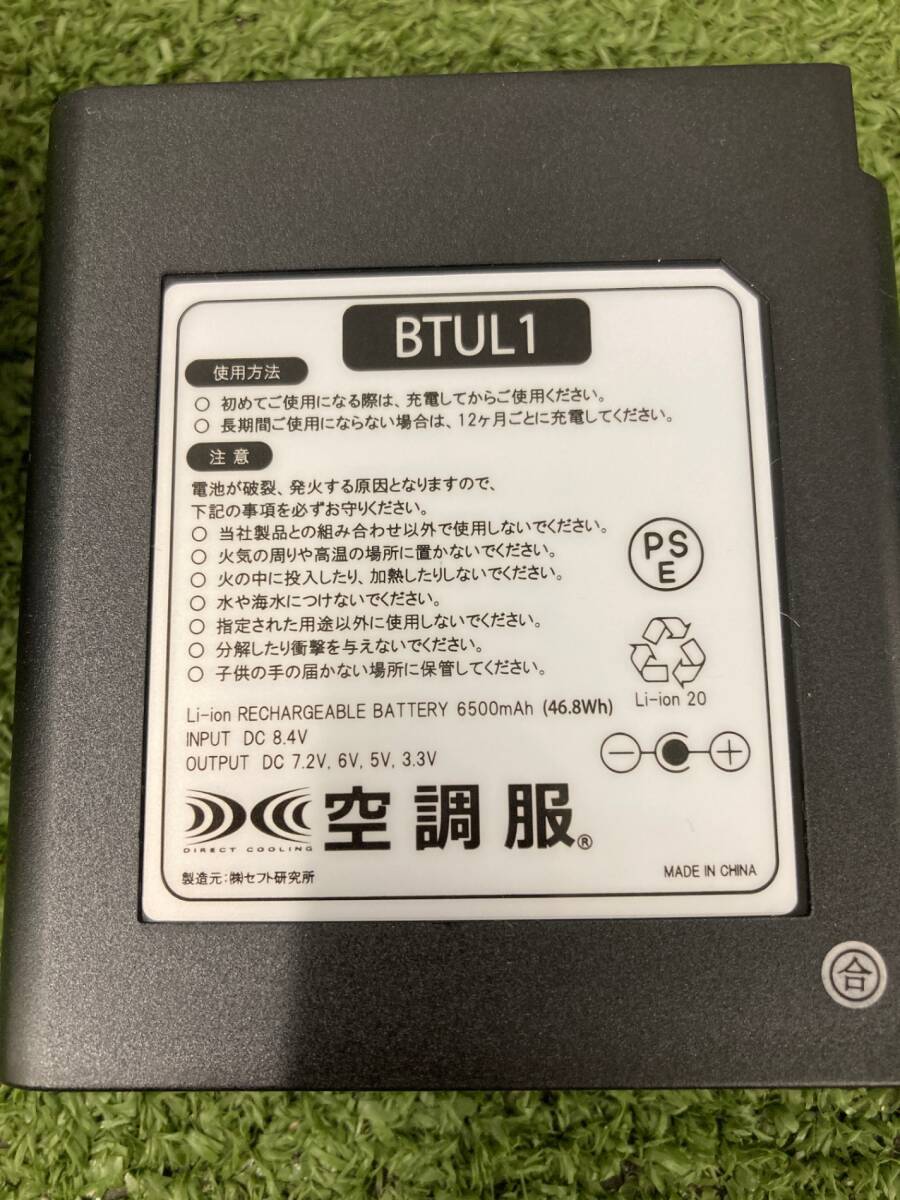 BTUL1
使用方法
○ 初めてご使用になる際は、充電してからご使用ください。
○ 長期間ご使用にならない場合は、12ヶ月ごとに充電してください。
注意
電池が破裂、発火する原因となりますので、
下記の事項を必ずお守りください。
○ 当社製品との組み合わせ以外で使用しないでください。
○ 火気の周りや高温の場所に置かないでください。
○ 火の中に投入したり、加熱したりしないでください。
○ 水や海水につけないでください。
○ 指定された用途以外に使用しないでください。
○ 分解したり衝撃を与えないでください。
○ 子供の手の届かない場所に保管してください。
PS
E
Li-ion 20
Li-ion RECHARGEABLE BATTERY 6500mAh (46.8Wh)
INPUT DC 8.4V
OUTPUT DC 7.2V, 6V, 5V, 3.3V
DIRECT COOLING
空調服®
製造元：㈱セフト研究所
MADE IN CHINA
合